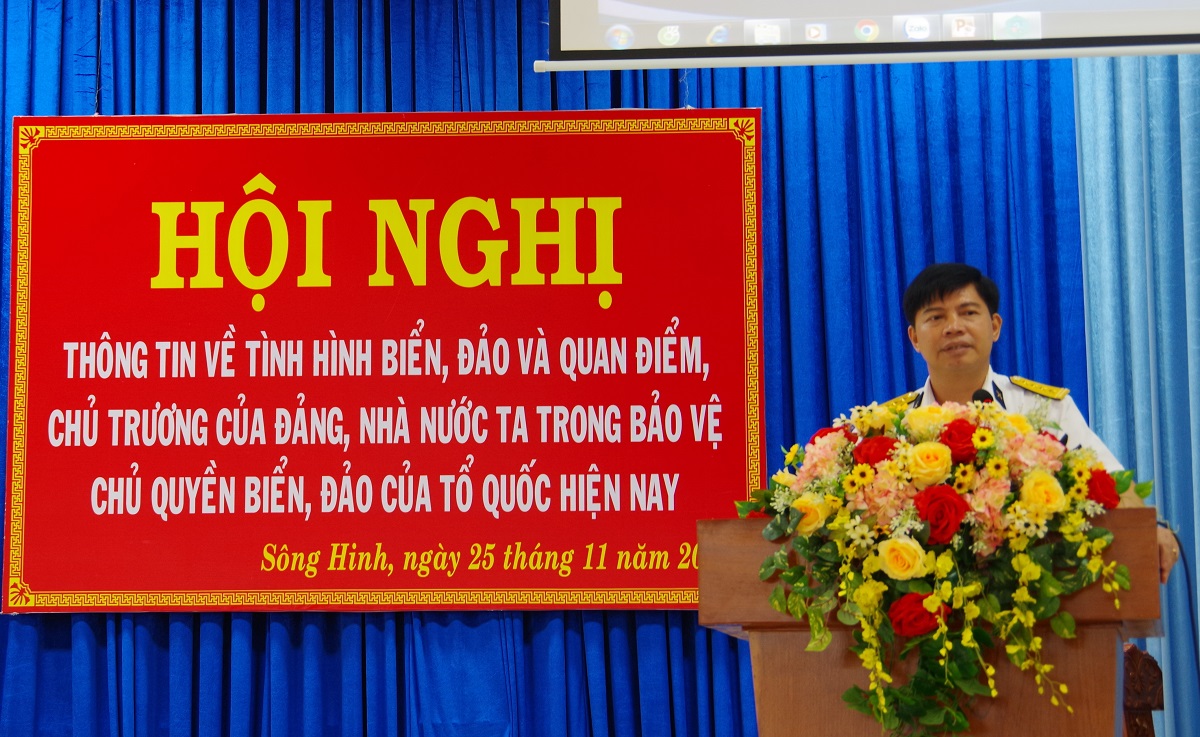 HỘI NGHỊ
THÔNG TIN VỀ TÌNH HÌNH BIỂN, ĐẢO VÀ QUAN ĐIỂM,
CHỦ TRƯƠNG CỦA ĐẢNG, NHÀ NƯỚC TA TRONG BẢO VỆ
CHỦ QUYỀN BIỂN, ĐẢO CỦA TỔ QUỐC HIỆN NAY
Sông Hinh, ngày 25 tháng 11 năm 20